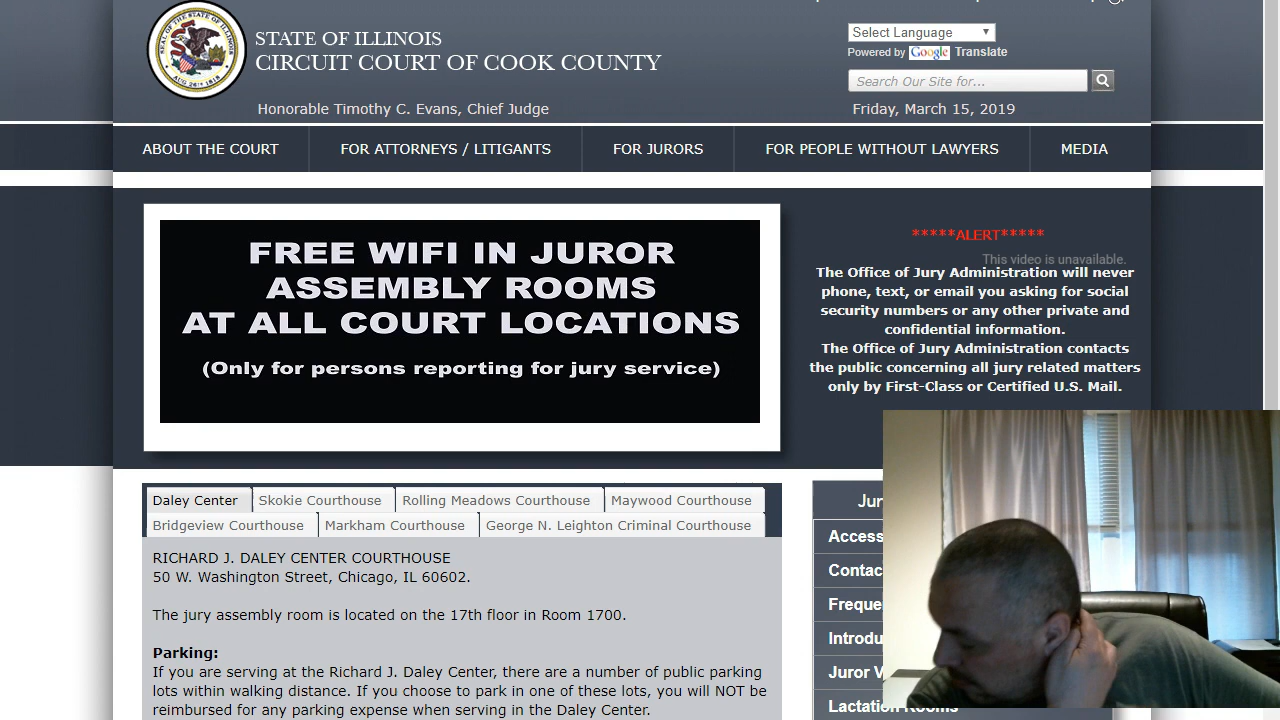 STATE OF ILLINOIS
CIRCUIT COURT OF COOK COUNTY
Honorable Timothy C. Evans, Chief Judge
Select Language
Powered by Google Translate
Search Our Site for...
Friday, March 15, 2019
ABOUT THE COURT
FOR ATTORNEYS / LITIGANTS
FOR JURORS
FOR PEOPLE WITHOUT LAWYERS
MEDIA
FREE WIFI IN JUROR
ASSEMBLY ROOMS
AT ALL COURT LOCATIONS
(Only for persons reporting for jury service)
*****ALERT*****
This video is unavailable.
The Office of Jury Administration will never
phone, text, or email you asking for social
security numbers or any other private and
confidential information.
The Office of Jury Administration contacts
the public concerning all jury related matters
only by First-Class or Certified U.S. Mail.
Daley Center
Skokie Courthouse
Rolling Meadows Courthouse
Maywood Courthouse
Bridgeview Courthouse
Markham Courthouse
George N. Leighton Criminal Courthouse
RICHARD J. DALEY CENTER COURTHOUSE
50 W. Washington Street, Chicago, IL 60602.
The jury assembly room is located on the 17th floor in Room 1700.
Parking:
If you are serving at the Richard J. Daley Center, there are a number of public parking
lots within walking distance. If you choose to park in one of these lots, you will NOT be
reimbursed for any parking expense when serving in the Daley Center.
Jur
Access
Contac
Freque
Introdu
Juror V
Lactation Rooms